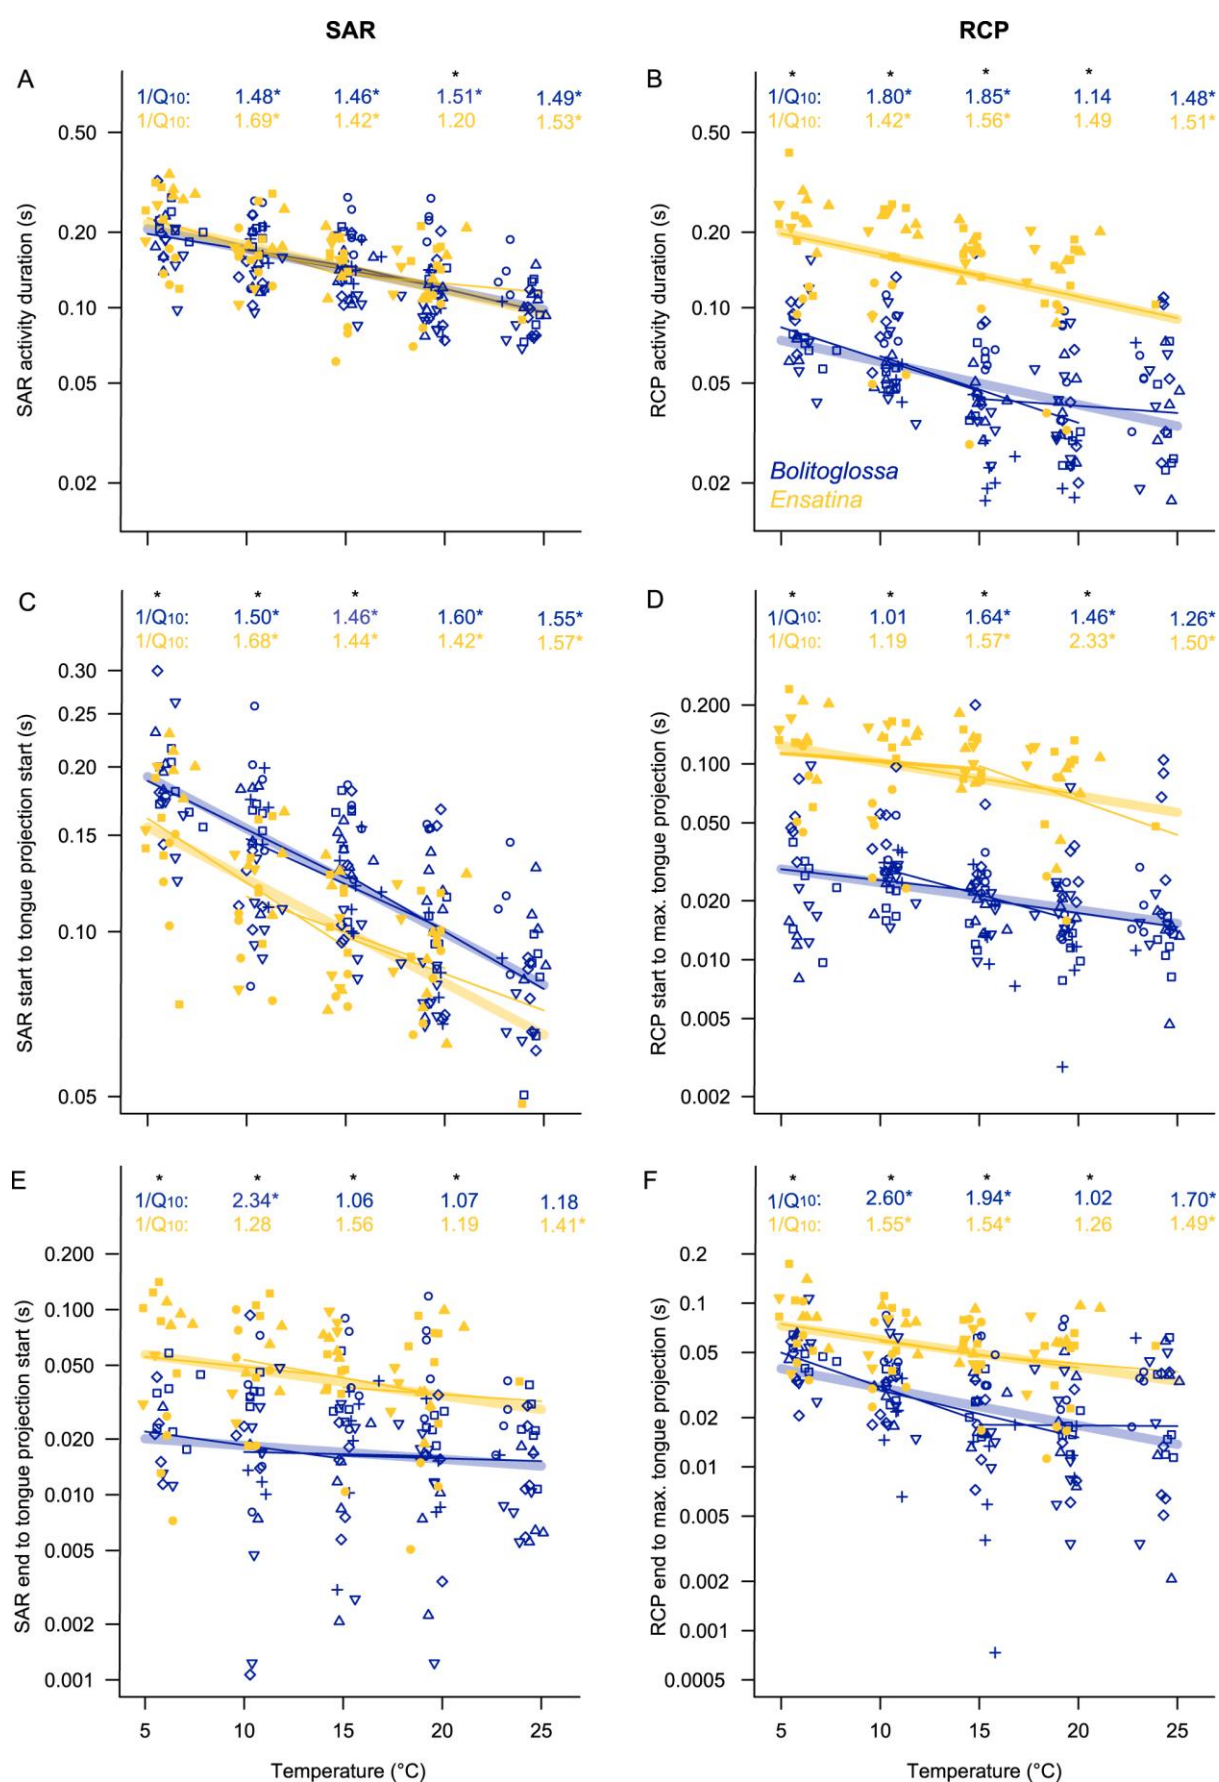 SAR
RCP
A
*
1/Q10: 1.48* 1.46* 1.51* 1.49*
1/Q10: 1.69* 1.42* 1.20 1.53*
0.50
0.20
0.10
0.05
0.02
SAR activity duration (s)
B
* * * *
1/Q10: 1.80* 1.85* 1.14 1.48*
1/Q10: 1.42* 1.56* 1.49 1.51*
0.50
0.20
0.10
0.05
0.02
RCP activity duration (s)
Bolitoglossa
Ensatina
C
* * *
1/Q10: 1.50* 1.46* 1.60* 1.55*
1/Q10: 1.68* 1.44* 1.42* 1.57*
0.30
0.25
0.20
0.15
0.10
0.05
SAR start to tongue projection start (s)
D
* * * *
1/Q10: 1.01 1.64* 1.46* 1.26*
1/Q10: 1.19 1.57* 2.33* 1.50*
0.200
0.100
0.050
0.020
0.010
0.005
0.002
RCP start to max. tongue projection (s)
E
* * * *
1/Q10: 2.34* 1.06 1.07 1.18
1/Q10: 1.28 1.56 1.19 1.41*
0.200
0.100
0.050
0.020
0.010
0.005
0.002
0.001
SAR end to tongue projection start (s)
5 10 15 20 25
Temperature (°C)
F
* * * *
1/Q10: 2.60* 1.94* 1.02 1.70*
1/Q10: 1.55* 1.54* 1.26 1.49*
0.2
0.1
0.05
0.02
0.01
0.005
0.002
0.001
0.0005
RCP end to max. tongue projection (s)
5 10 15 20 25
Temperature (°C)